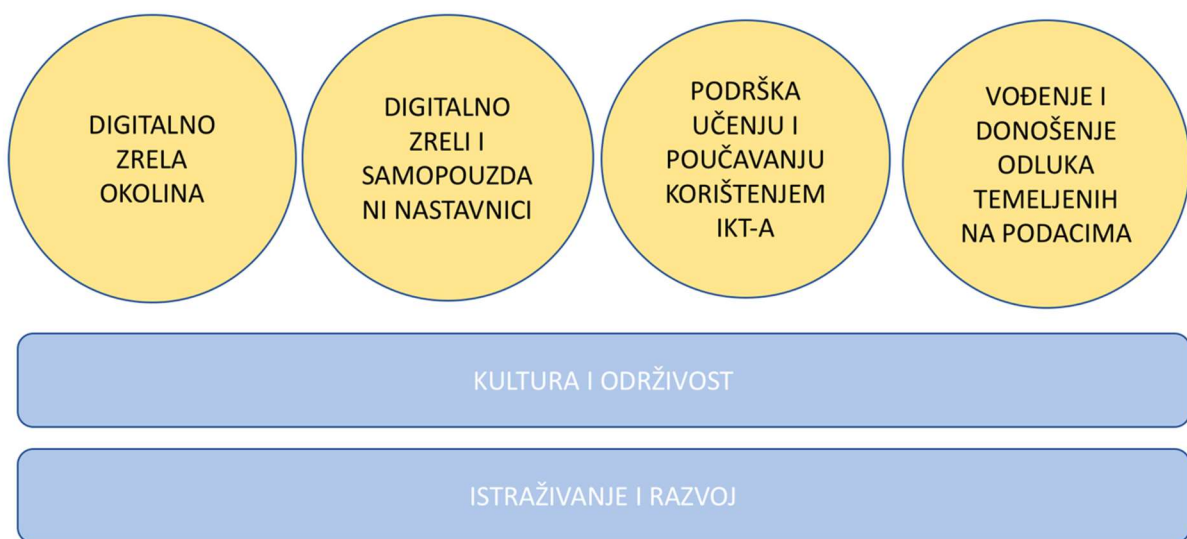 DIGITALNO
ZRELA
OKOLINA
DIGITALNO
ZRELI I
SAMOPOUZDA
NI NASTAVNICI
PODRŠKA
UČENJU I
POUČAVANJU
KORIŠTENJEM
IKT-A
VOĐENJE I
DONOŠENJE
ODLUKA
TEMELJENIH
NA PODACIMA
KULTURA I ODRŽIVOST
ISTRAŽIVANJE I RAZVOJ